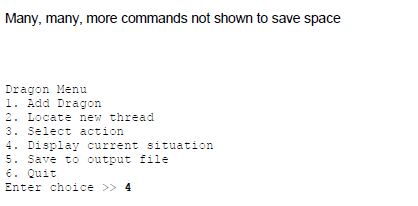 Many, many, more commands not shown to save space
Dragon Menu
1. Add Dragon
2. Locate new thread
3. Select action
4. Display current situation
5. Save to output file
6. Quit
Enter choice >> 4